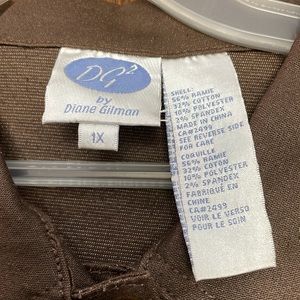 DG2
by
Diane Gilman
1X
SHELL:
56% RAMIE
32% COTTON
10% POLYESTER
2% SPANDEX
MADE IN CHINA
CA#2499
SEE REVERSE SIDE
FOR CARE
COQUILLE
56% RAMIE
32% COTON
10% POLYESTER
2% SPANDEX
FABRIQUÉ EN
CHINE
CA#2499
VOIR LE VERSO
POUR LE SOIN